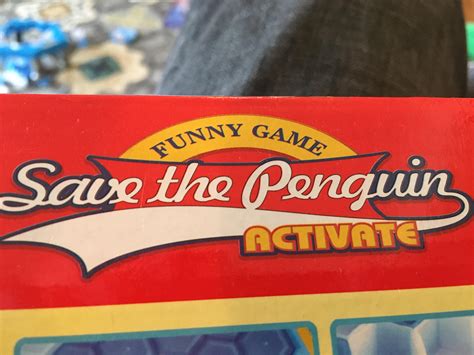 FUNNY GAME
Save the Penguin
ACTIVATE